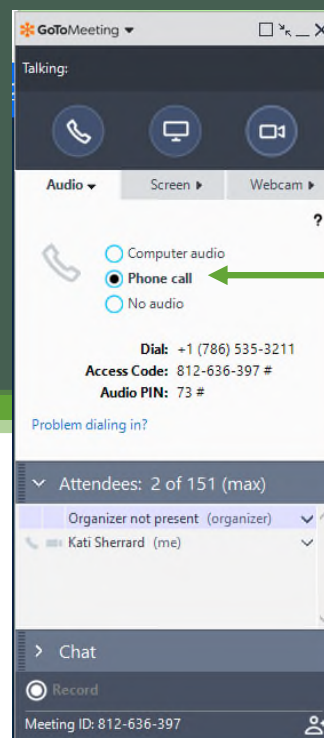 GoToMeeting
Talking:
Audio Screen Webcam
?
Computer audio
Phone call
No audio
Dial: +1 (786) 535-3211
Access Code: 812-636-397 #
Audio PIN: 73 #
Problem dialing in?
Attendees: 2 of 151 (max)
Organizer not present (organizer)
Kati Sherrard (me)
Chat
Record
Meeting ID: 812-636-397